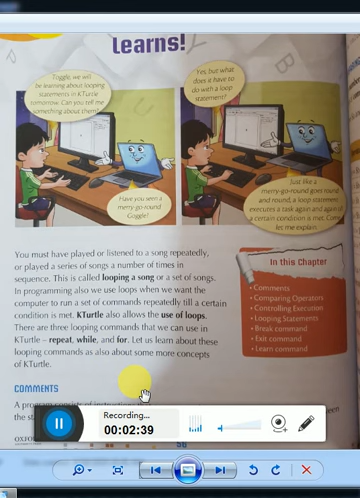 Learns!
Toggle, we will
be learning about looping
statements in KTurtle
tomorrow. Can you tell me
something about them?
Yes, but what
does it have to
do with a loop
statement?
Have you seen a
merry-go-round
Goggle!
Just like a
merry-go-round goes round
and round, a loop statement
executes a task again and again
a certain condition is met.
let me explain.
You must have played or listened to a song repeatedly,
or played a series of songs a number of times in
sequence. This is called looping a song or a set of songs.
In programming also we use loops when we want the
computer to run a set of commands repeatedly till a certain
condition is met. KTurtle also allows the use of loops.
There are three looping commands that we can use in
KTurtle – repeat, while, and for. Let us learn about these
looping commands as also about some more concepts
of KTurtle.
In this Chapter
• Comments
• Comparing Operators
• Controlling Execution
• Looping Statements
• Break command
• Exit command
• Learn command
COMMENTS
A program consists of
the
Recording...
00:02:39
OXFO
56